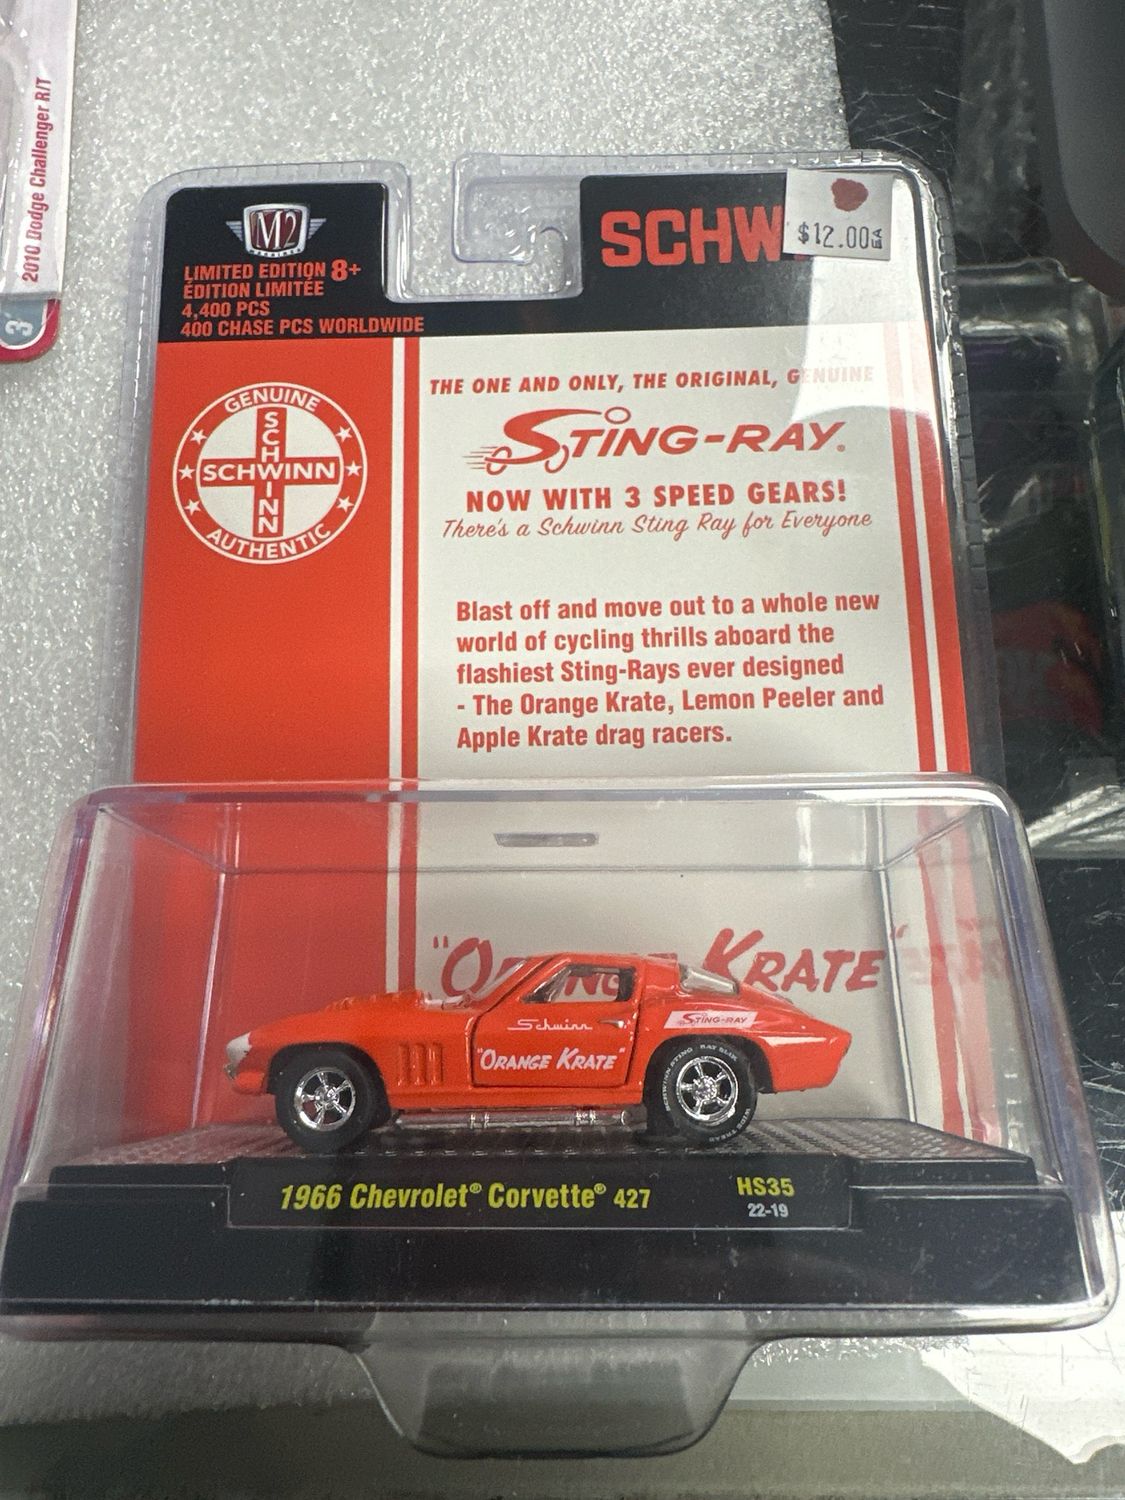 2010 Dodge Challenger R/T
3
M2
LIMITED EDITION 8+
ÉDITION LIMITÉE
4,400 PCS
400 CHASE PCS WORLDWIDE
SCHW
$12.00 EA
GENUINE
SCHWINN
SCHWINN
AUTHENTIC
THE ONE AND ONLY, THE ORIGINAL, GENUINE
STING-RAY®
NOW WITH 3 SPEED GEARS!
There's a Schwinn Sting Ray for Everyone
Blast off and move out to a whole new
world of cycling thrills aboard the
flashiest Sting-Rays ever designed
- The Orange Krate, Lemon Peeler and
Apple Krate drag racers.
"ORANGE KRATE"
Schwinn
STING-RAY
"ORANGE KRATE"
1966 Chevrolet® Corvette® 427
HS35
22-19